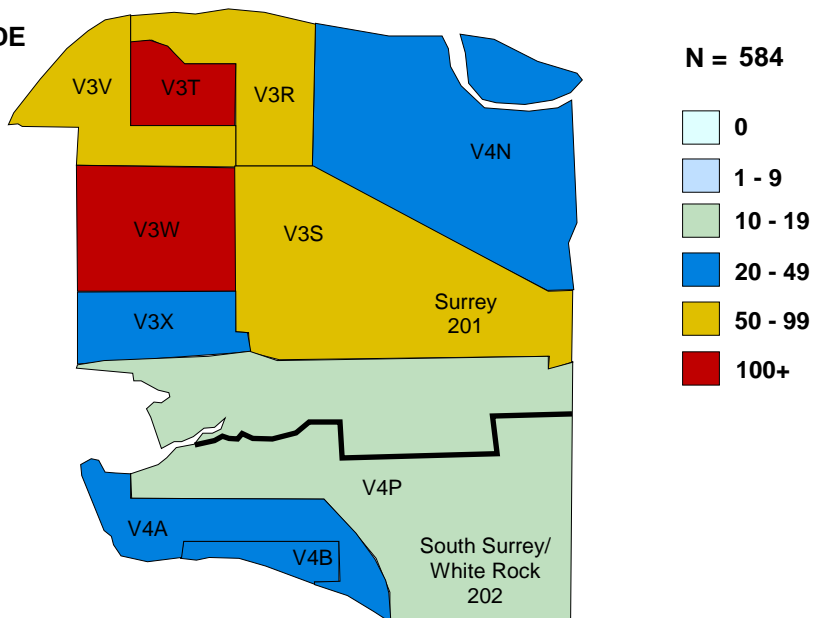 DE
N = 584
V3V
V3T
V3R
V4N
V3W
V3S
V3X
Surrey
201
V4P
V4A
V4B
South Surrey/
White Rock
202
0
1 - 9
10 - 19
20 - 49
50 - 99
100+